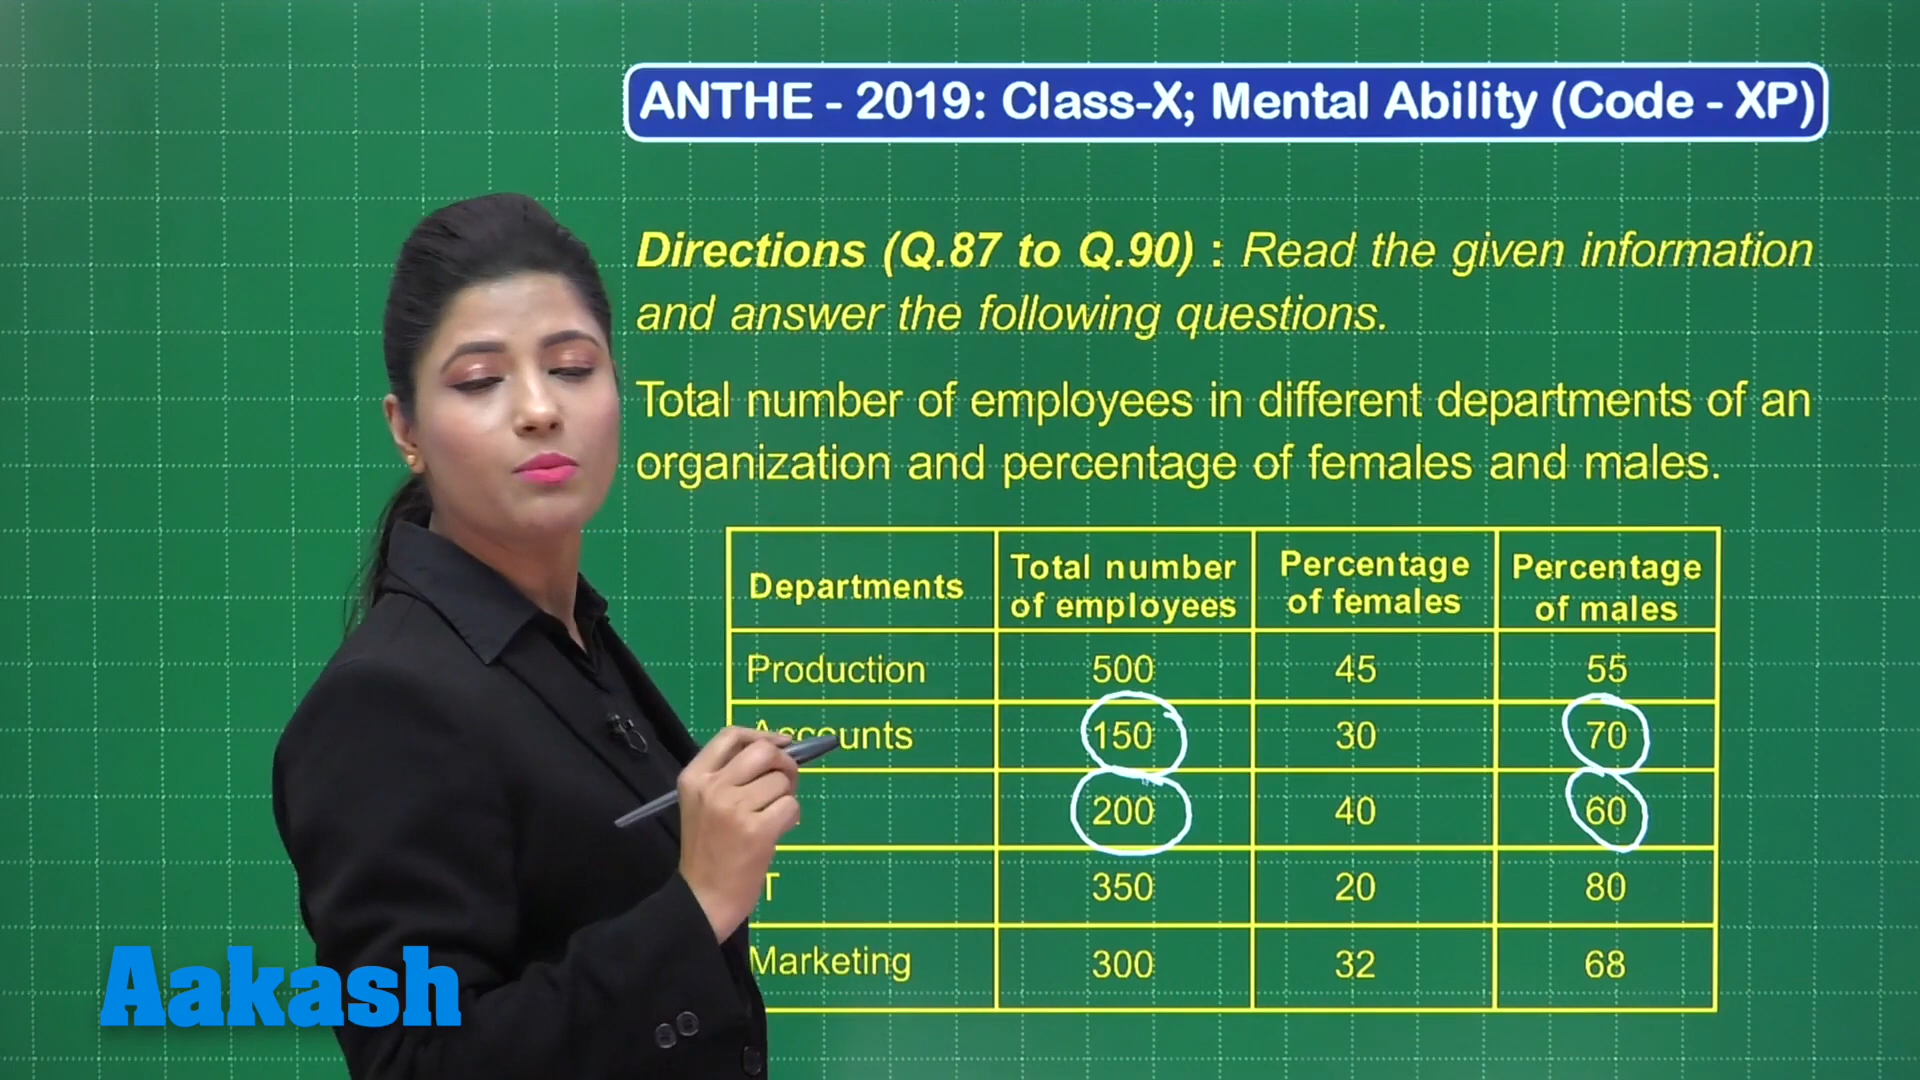 ANTHE - 2019: Class-X; Mental Ability (Code - XP)
Directions (Q.87 to Q.90) : Read the given information
and answer the following questions.
Total number of employees in different departments of an
organization and percentage of females and males.
Departments Total number of employees Percentage of females Percentage of males
Production 500 45 55
Accounts 150 30 70
200 40 60
350 20 80
Marketing 300 32 68
Aakash